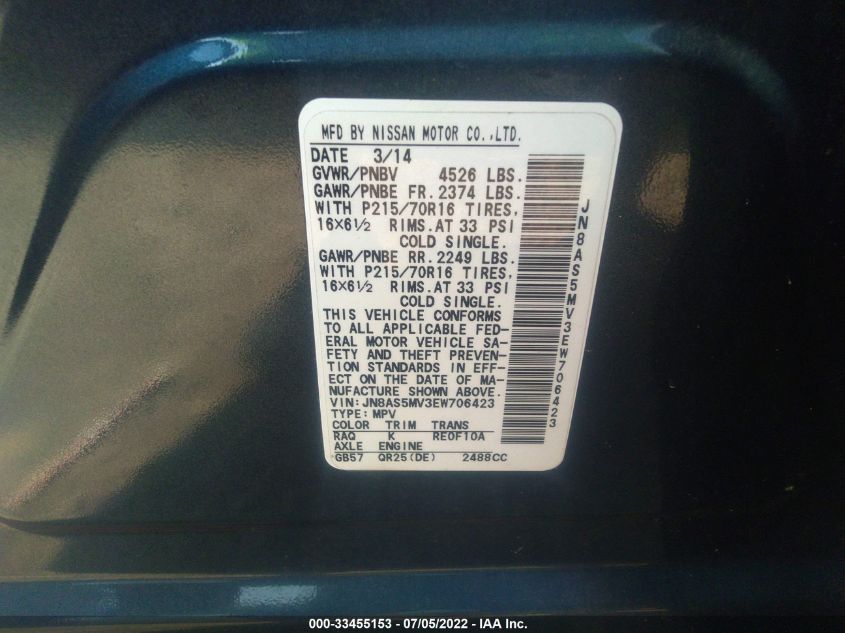 MFD BY NISSAN MOTOR CO.,LTD.
DATE 3/14
GVWR/PNBV 4526 LBS.
GAWR/PNBE FR. 2374 LBS.
WITH P215/70R16 TIRES,
16X6½ RIMS.AT 33 PSI
COLD SINGLE.
GAWR/PNBE RR. 2249 LBS.
WITH P215/70R16 TIRES,
16X6½ RIMS.AT 33 PSI
COLD SINGLE.
THIS VEHICLE CONFORMS
TO ALL APPLICABLE FED-
ERAL MOTOR VEHICLE SA-
FETY AND THEFT PREVEN-
TION STANDARDS IN EFF-
ECT ON THE DATE OF MA-
NUFACTURE SHOWN ABOVE.
VIN:JN8AS5MV3EW706423
TYPE:MPV
COLOR TRIM TRANS
RAQ K RE0F10A
AXLE ENGINE
GB57 QR25(DE) 2488CC
JN8AS5MV3EW706423
000-33455153 - 07/05/2022 - IAA Inc.